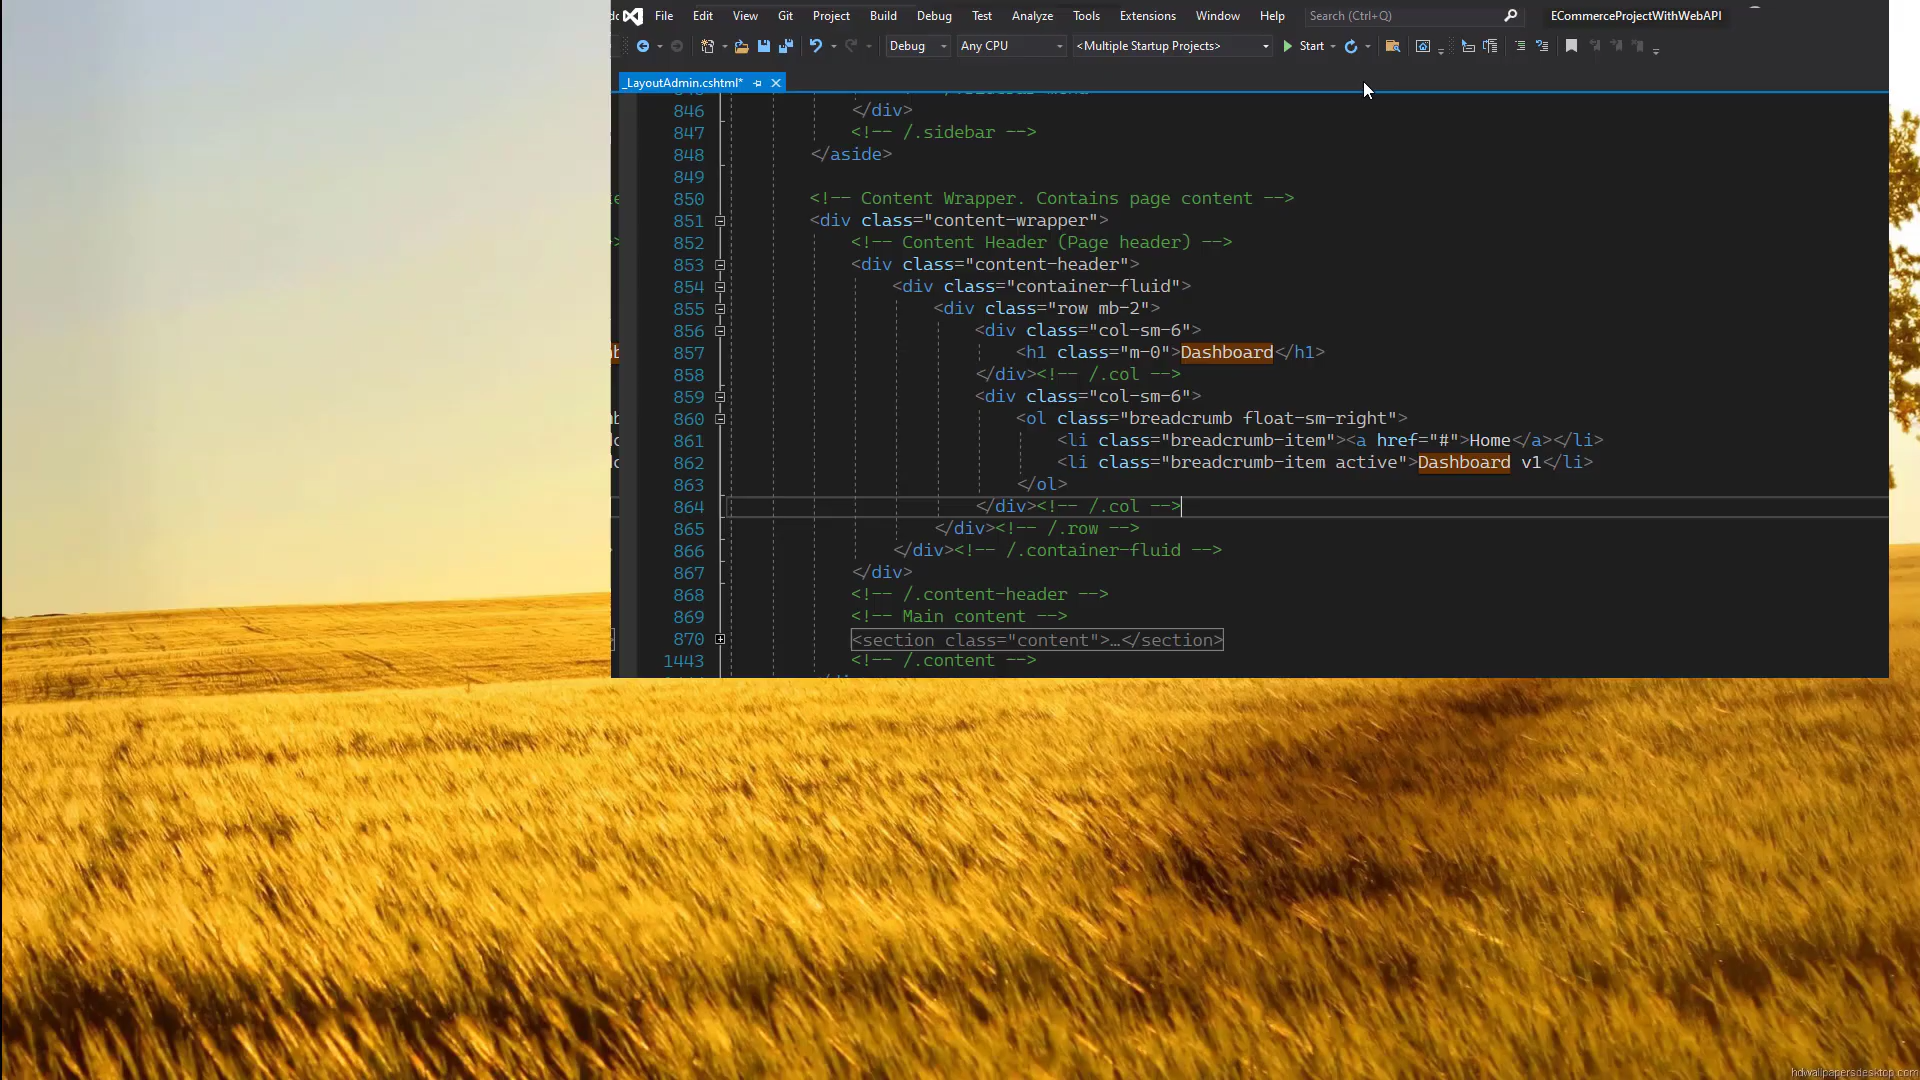 File Edit View Git Project Build Debug Test Analyze Tools Extensions Window Help Search (Ctrl+Q) ECommerceProjectWithWebAPI
Debug Any CPU <Multiple Startup Projects> Start
_LayoutAdmin.cshtml*
846 </div>
847 <!-- /.sidebar -->
848 </aside>
849
850 <!-- Content Wrapper. Contains page content -->
851 <div class="content-wrapper">
852 <!-- Content Header (Page header) -->
853 <div class="content-header">
854 <div class="container-fluid">
855 <div class="row mb-2">
856 <div class="col-sm-6">
857 <h1 class="m-0">Dashboard</h1>
858 </div><!-- /.col -->
859 <div class="col-sm-6">
860 <ol class="breadcrumb float-sm-right">
861 <li class="breadcrumb-item"><a href="#">Home</a></li>
862 <li class="breadcrumb-item active">Dashboard v1</li>
863 </ol>
864 </div><!-- /.col -->
865 </div><!-- /.row -->
866 </div><!-- /.container-fluid -->
867 </div>
868 <!-- /.content-header -->
869 <!-- Main content -->
870 <section class="content">...</section>
1443 <!-- /.content -->
hdwallpapersdesktop.com